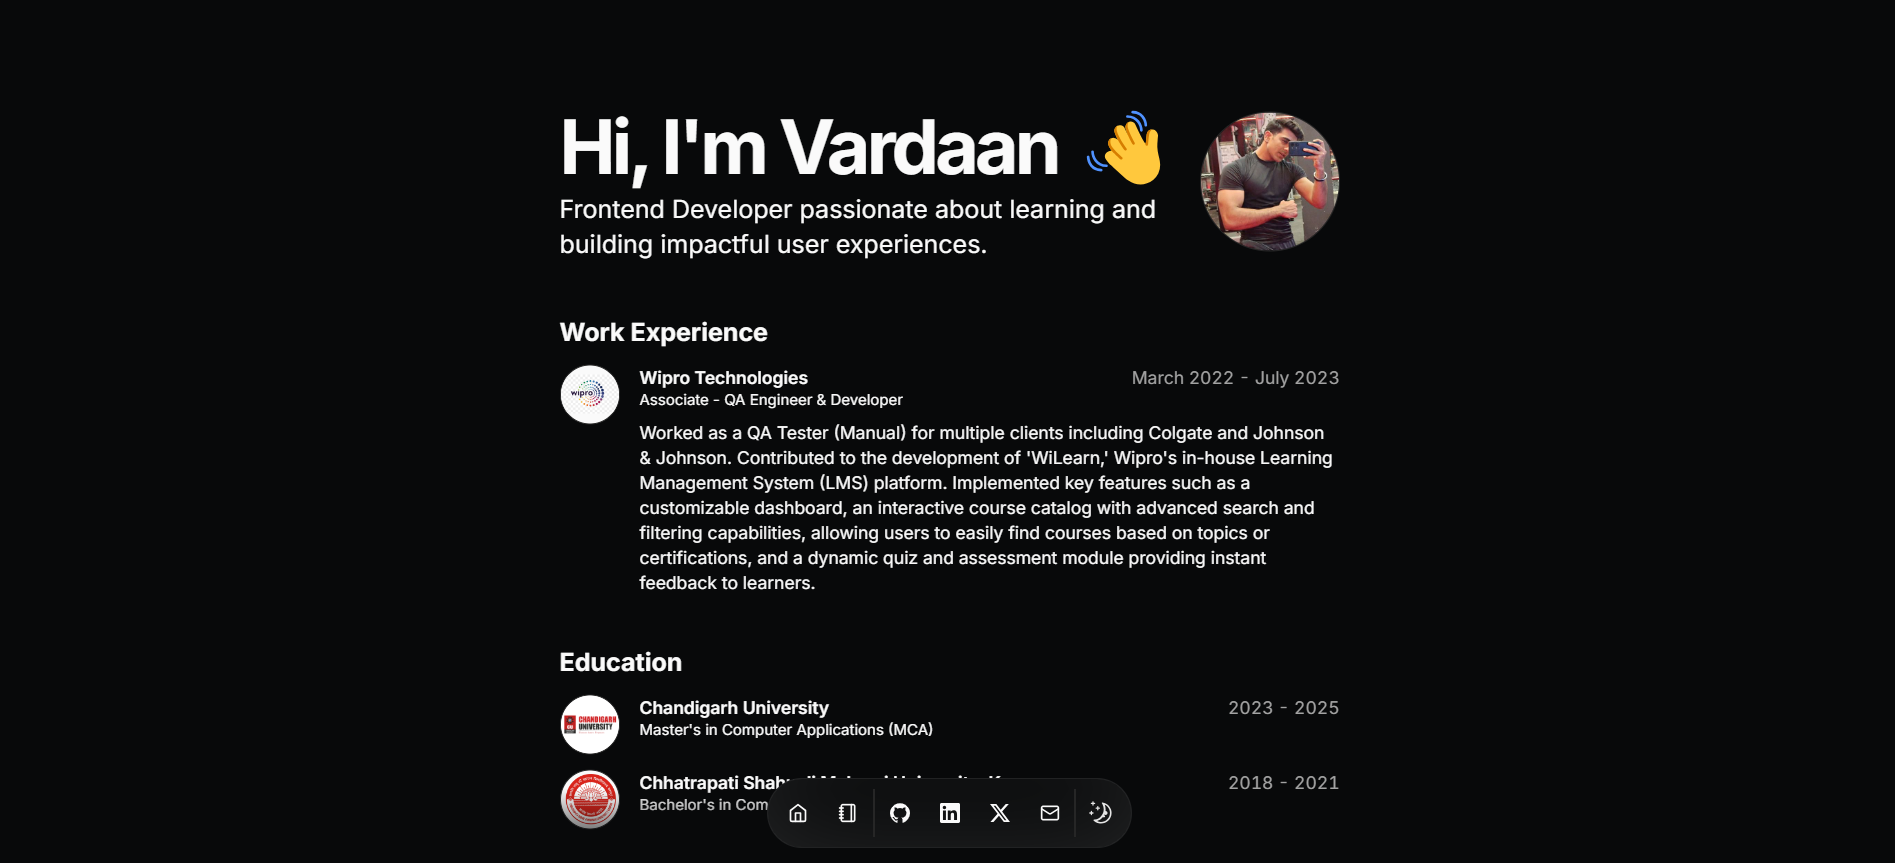 Hi, I'm Vardaan
Frontend Developer passionate about learning and
building impactful user experiences.
Work Experience
wipro
Wipro Technologies
March 2022 - July 2023
Associate - QA Engineer & Developer
Worked as a QA Tester (Manual) for multiple clients including Colgate and Johnson
& Johnson. Contributed to the development of 'WiLearn,' Wipro's in-house Learning
Management System (LMS) platform. Implemented key features such as a
customizable dashboard, an interactive course catalog with advanced search and
filtering capabilities, allowing users to easily find courses based on topics or
certifications, and a dynamic quiz and assessment module providing instant
feedback to learners.
Education
CHANDIGARH
UNIVERSITY
Chandigarh University
2023 - 2025
Master's in Computer Applications (MCA)
Chhatrapati
2018 - 2021
Bachelor's in